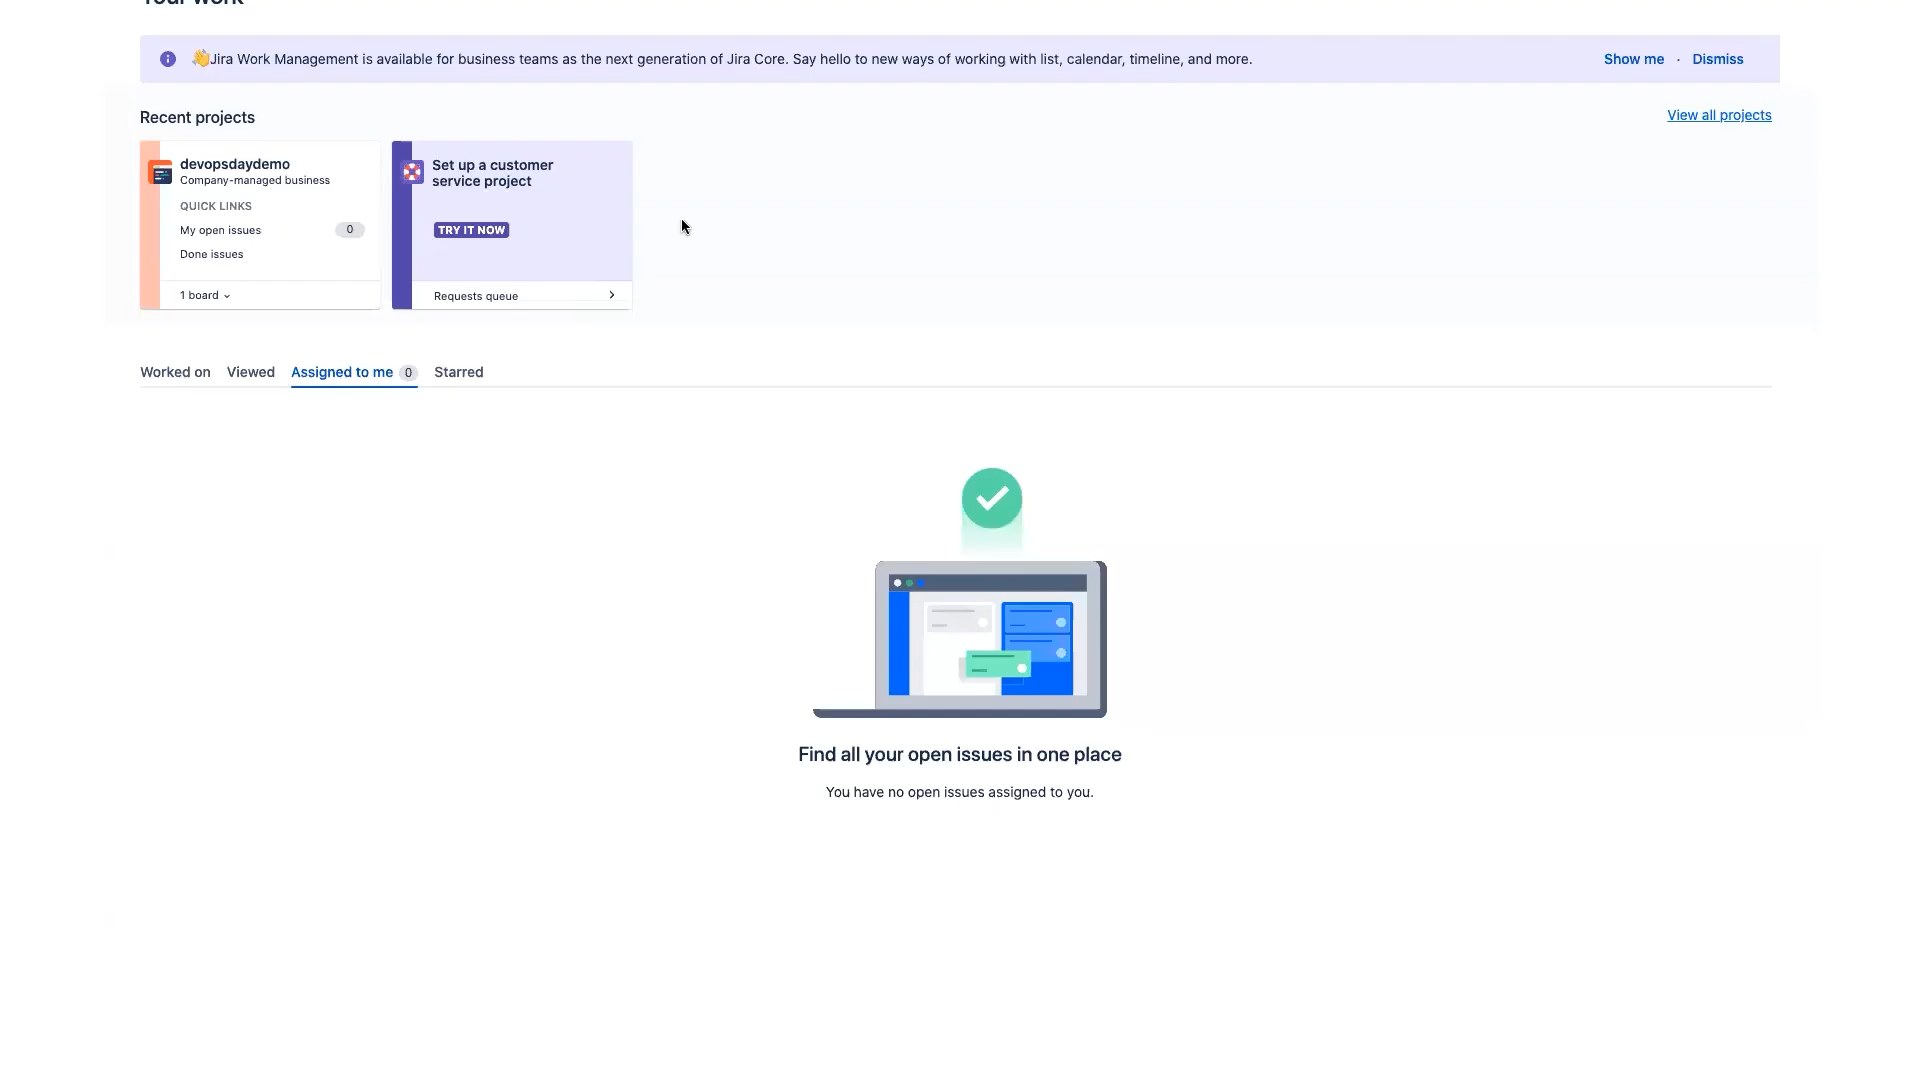 Your work
👋Jira Work Management is available for business teams as the next generation of Jira Core. Say hello to new ways of working with list, calendar, timeline, and more.
Show me · Dismiss
Recent projects
View all projects
devopsdaydemo
Company-managed business
QUICK LINKS
My open issues 0
Done issues
1 board
Set up a customer
service project
TRY IT NOW
Requests queue
Worked on Viewed Assigned to me 0 Starred
Find all your open issues in one place
You have no open issues assigned to you.